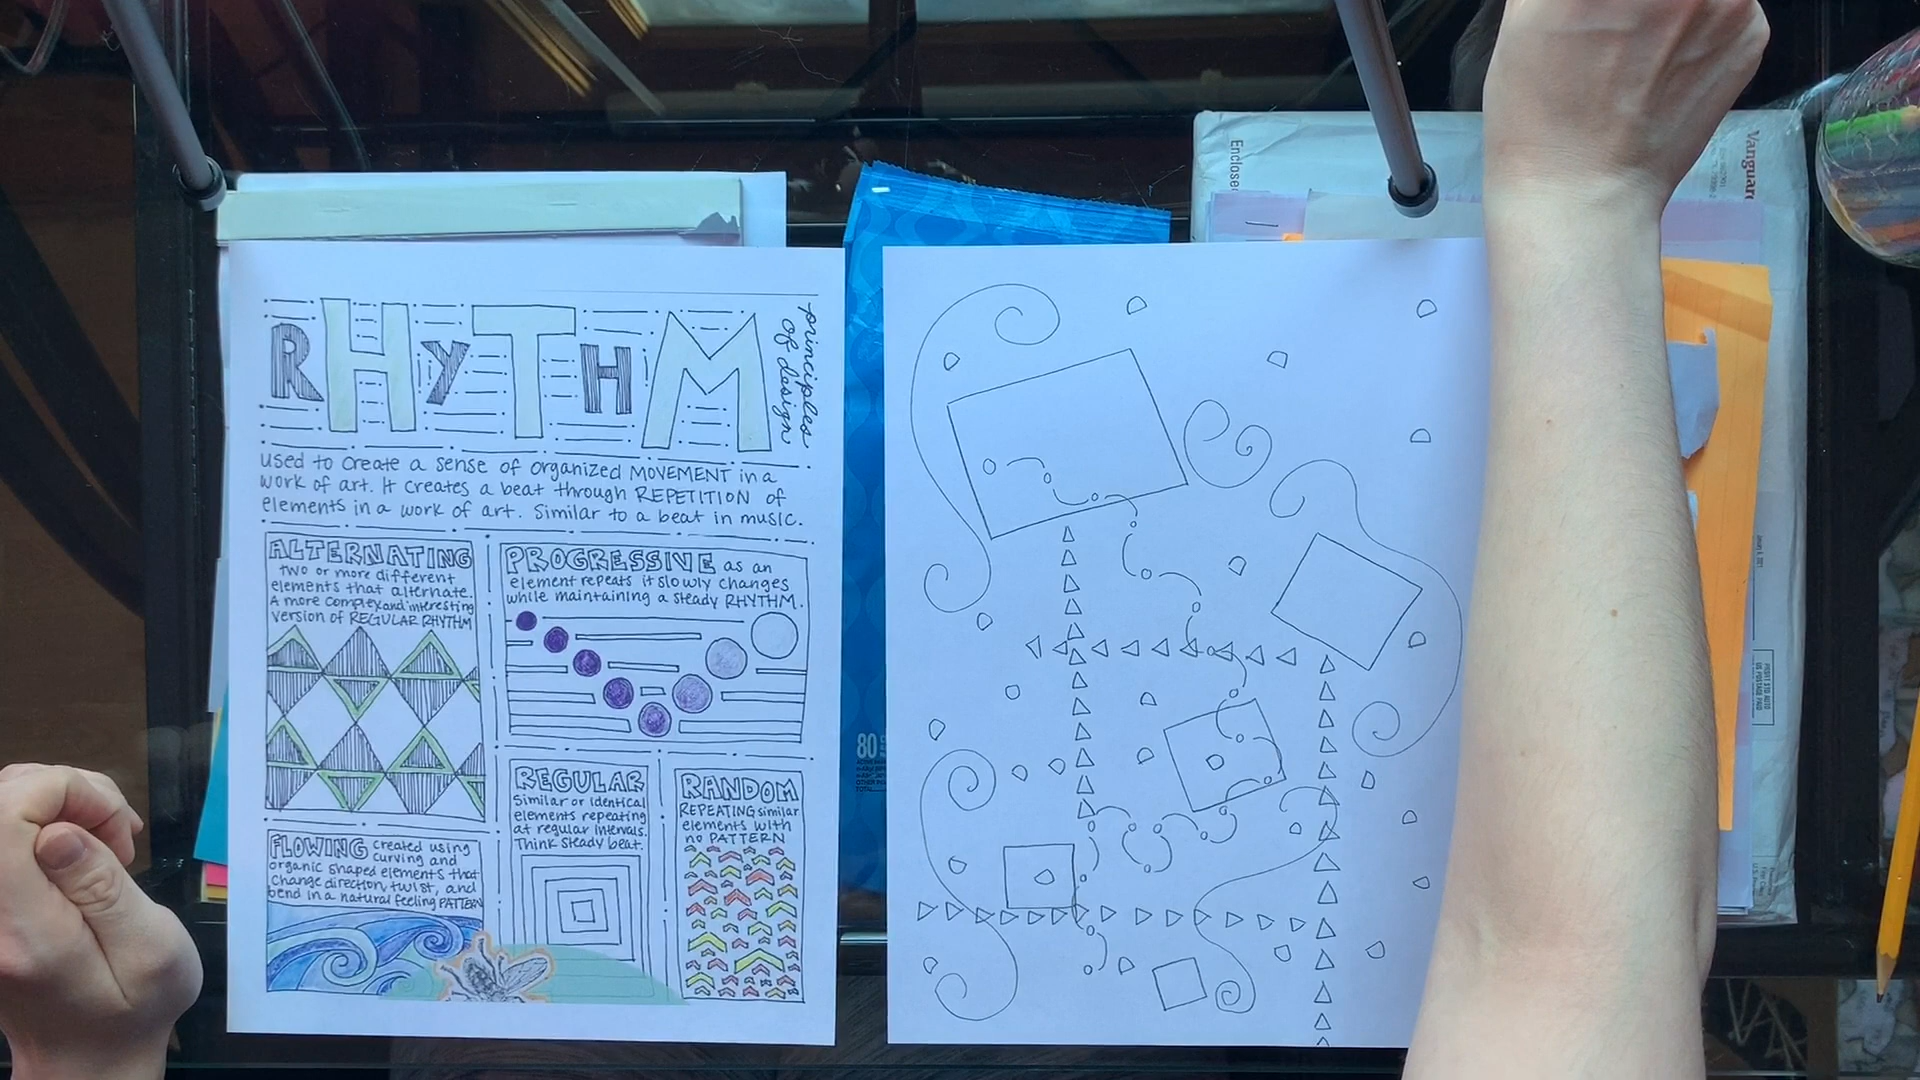 RHYTHM
principles
of design
used to create a sense of organized MOVEMENT in a
work of art. It creates a beat through REPETITION of
elements in a work of art. Similar to a beat in music.
ALTERNATING
two or more different
elements that alternate.
A more complex and interesting
version of REGULAR RHYTHM
PROGRESSIVE as an
element repeats it slowly changes
while maintaining a steady RHYTHM.
REGULAR
Similar or identical
elements repeating
at regular intervals.
Think steady beat.
RANDOM
REPEATING similar
elements with
no PATTERN
FLOWING created using
curving and
organic shaped elements that
change direction, twist, and
bend in a natural feeling PATTERN
80
Enclose
Vangua